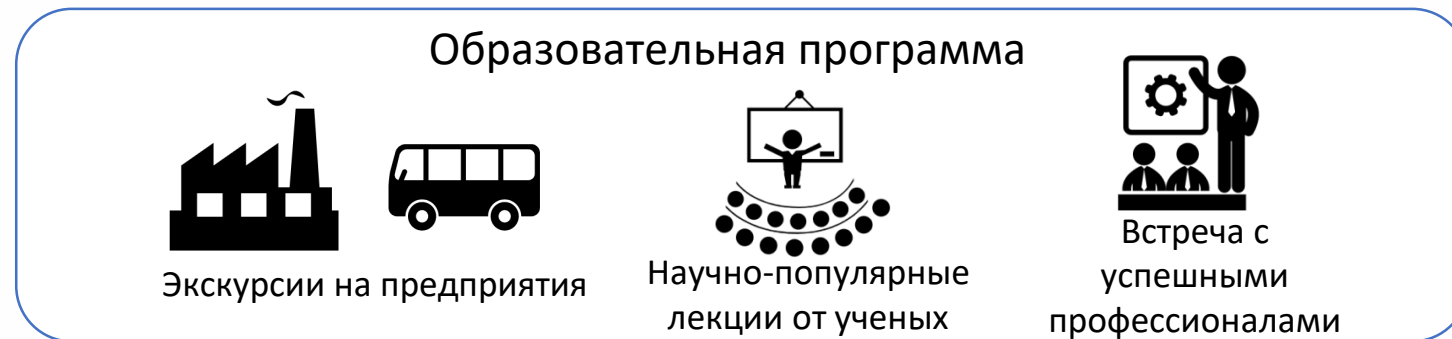 Образовательная программа
Экскурсии на предприятия
Научно-популярные
лекции от ученых
Встреча с
успешными
профессионалами